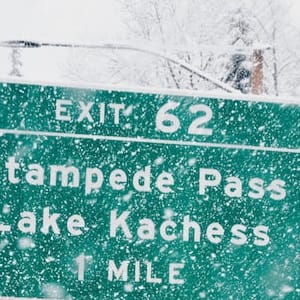 EXIT 62
tampede Pass
Lake Kachess
1 MILE